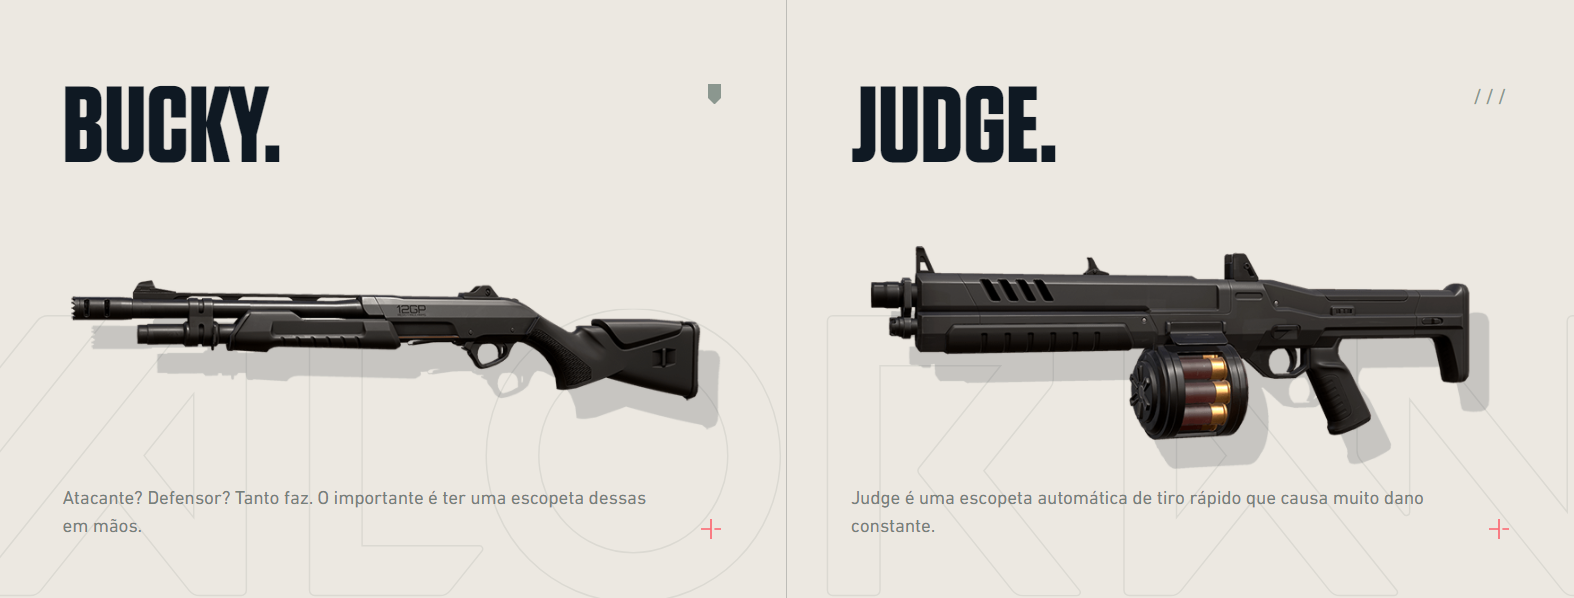 BUCKY.
12GP
Atacante? Defensor? Tanto faz. O importante é ter uma escopeta dessas
em mãos.
JUDGE.
///
Judge é uma escopeta automática de tiro rápido que causa muito dano
constante.